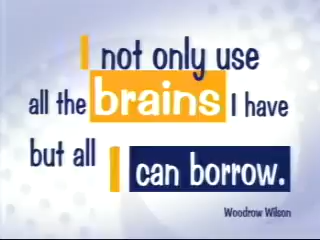 I not only use
all the brains I have
but all I can borrow.
Woodrow Wilson